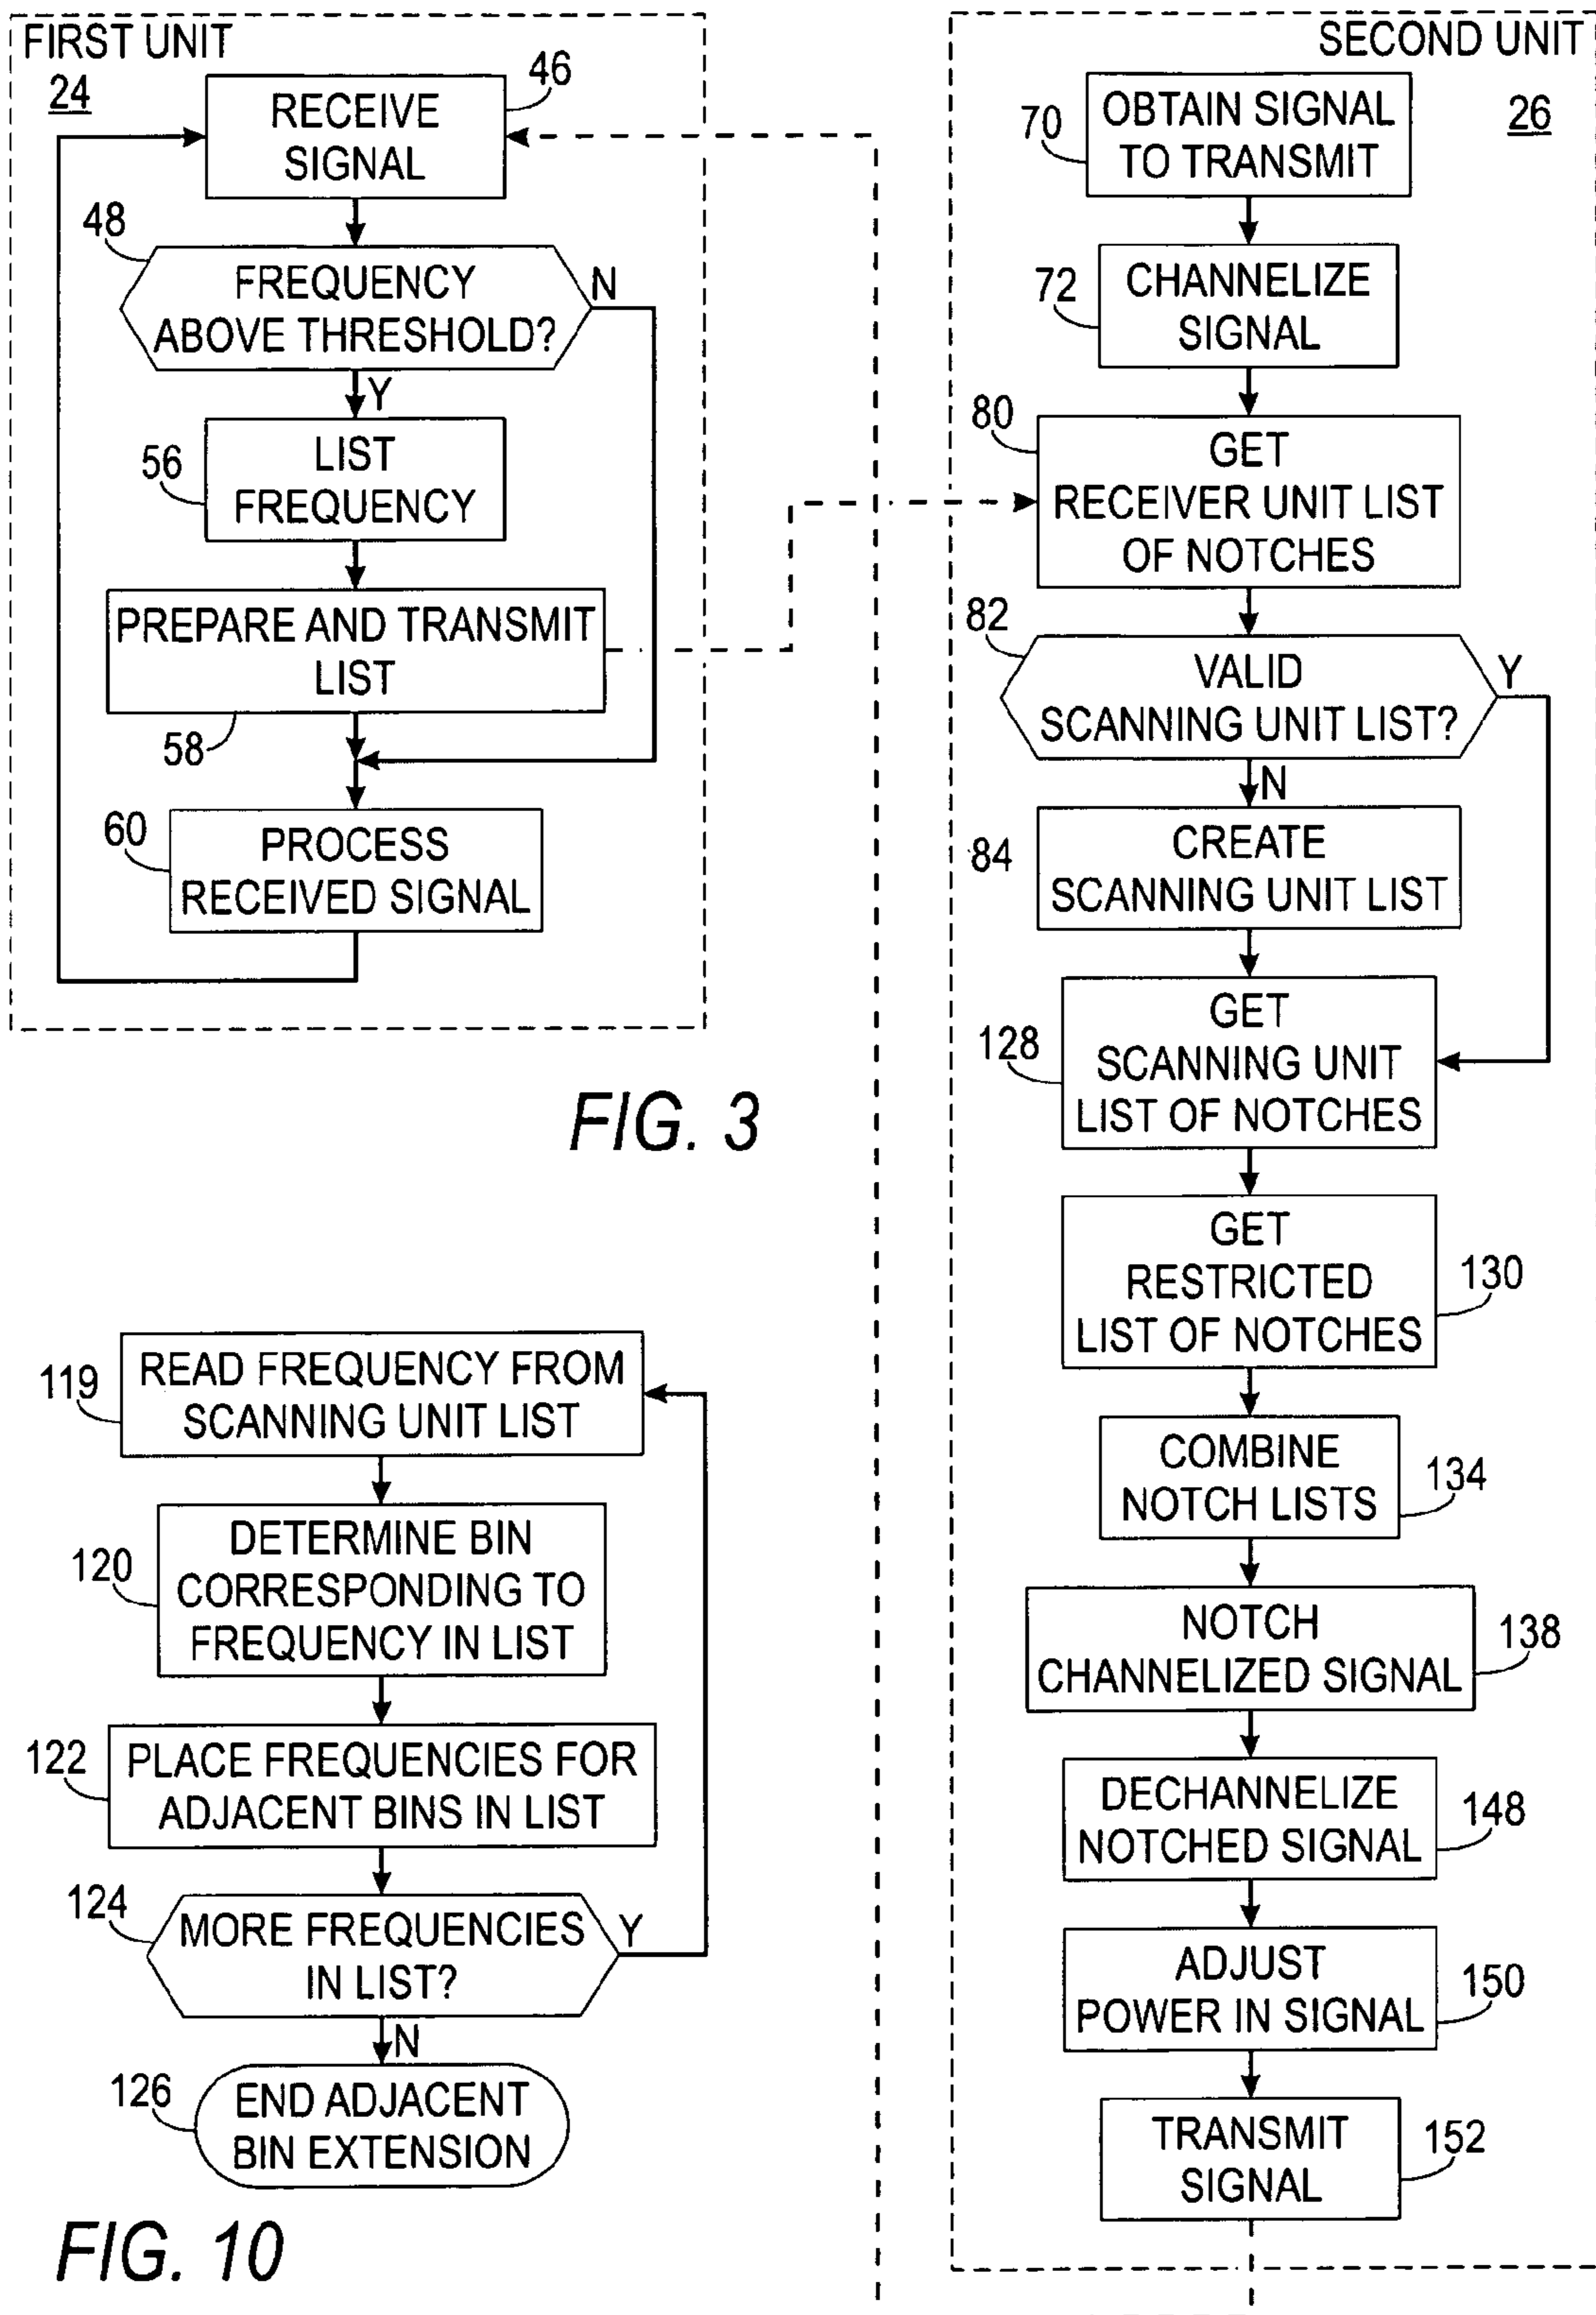 FIRST UNIT
24
46
RECEIVE
SIGNAL
48
FREQUENCY
ABOVE THRESHOLD?
N
Y
56
LIST
FREQUENCY
PREPARE AND TRANSMIT
LIST
58
60
PROCESS
RECEIVED SIGNAL
FIG. 3
119
READ FREQUENCY FROM
SCANNING UNIT LIST
120
DETERMINE BIN
CORRESPONDING TO
FREQUENCY IN LIST
122
PLACE FREQUENCIES FOR
ADJACENT BINS IN LIST
124
MORE FREQUENCIES
IN LIST?
Y
N
126
END ADJACENT
BIN EXTENSION
FIG. 10
SECOND UNIT
26
70
OBTAIN SIGNAL
TO TRANSMIT
72
CHANNELIZE
SIGNAL
80
GET
RECEIVER UNIT LIST
OF NOTCHES
82
VALID
SCANNING UNIT LIST?
Y
N
84
CREATE
SCANNING UNIT LIST
128
GET
SCANNING UNIT
LIST OF NOTCHES
GET
RESTRICTED
LIST OF NOTCHES
130
COMBINE
NOTCH LISTS
134
NOTCH
CHANNELIZED SIGNAL
138
DECHANNELIZE
NOTCHED SIGNAL
148
ADJUST
POWER IN SIGNAL
150
TRANSMIT
SIGNAL
152